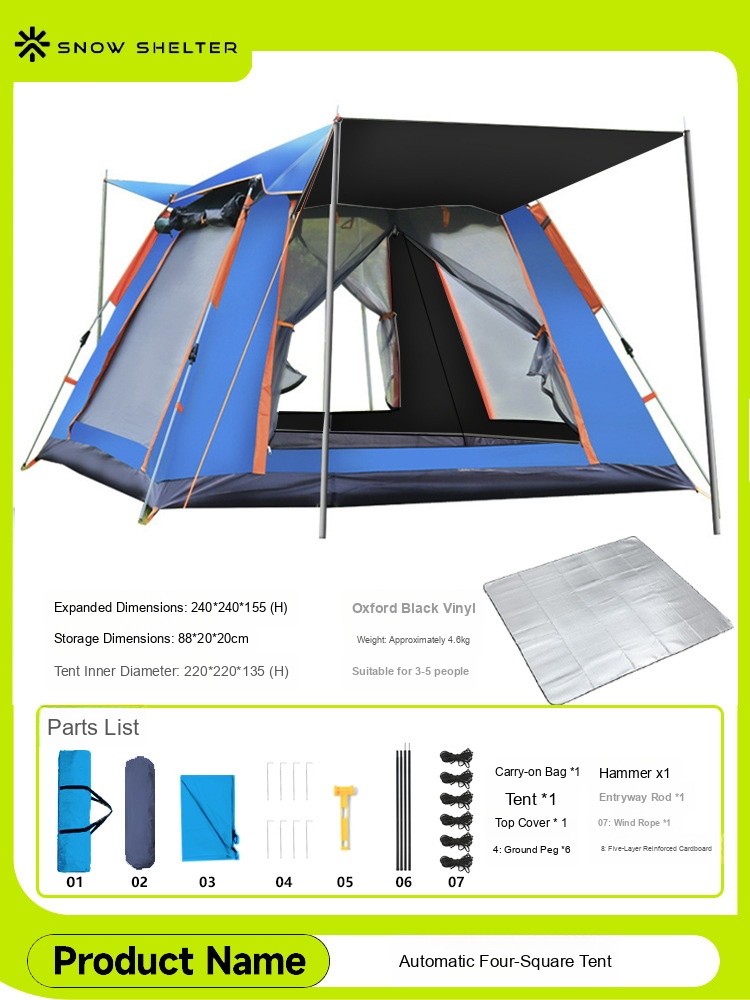 SNOW SHELTER
Expanded Dimensions: 240*240*155 (H)
Storage Dimensions: 88*20*20cm
Tent Inner Diameter: 220*220*135 (H)
Oxford Black Vinyl
Weight: Approximately 4.6kg
Suitable for 3-5 people
Parts List
01 02 03 04 05 06 07
Carry-on Bag *1
Tent *1
Top Cover * 1
4: Ground Peg *6
Hammer x1
Entryway Rod *1
07: Wind Rope *1
8: Five-Layer Reinforced Cardboard
Product Name
Automatic Four-Square Tent